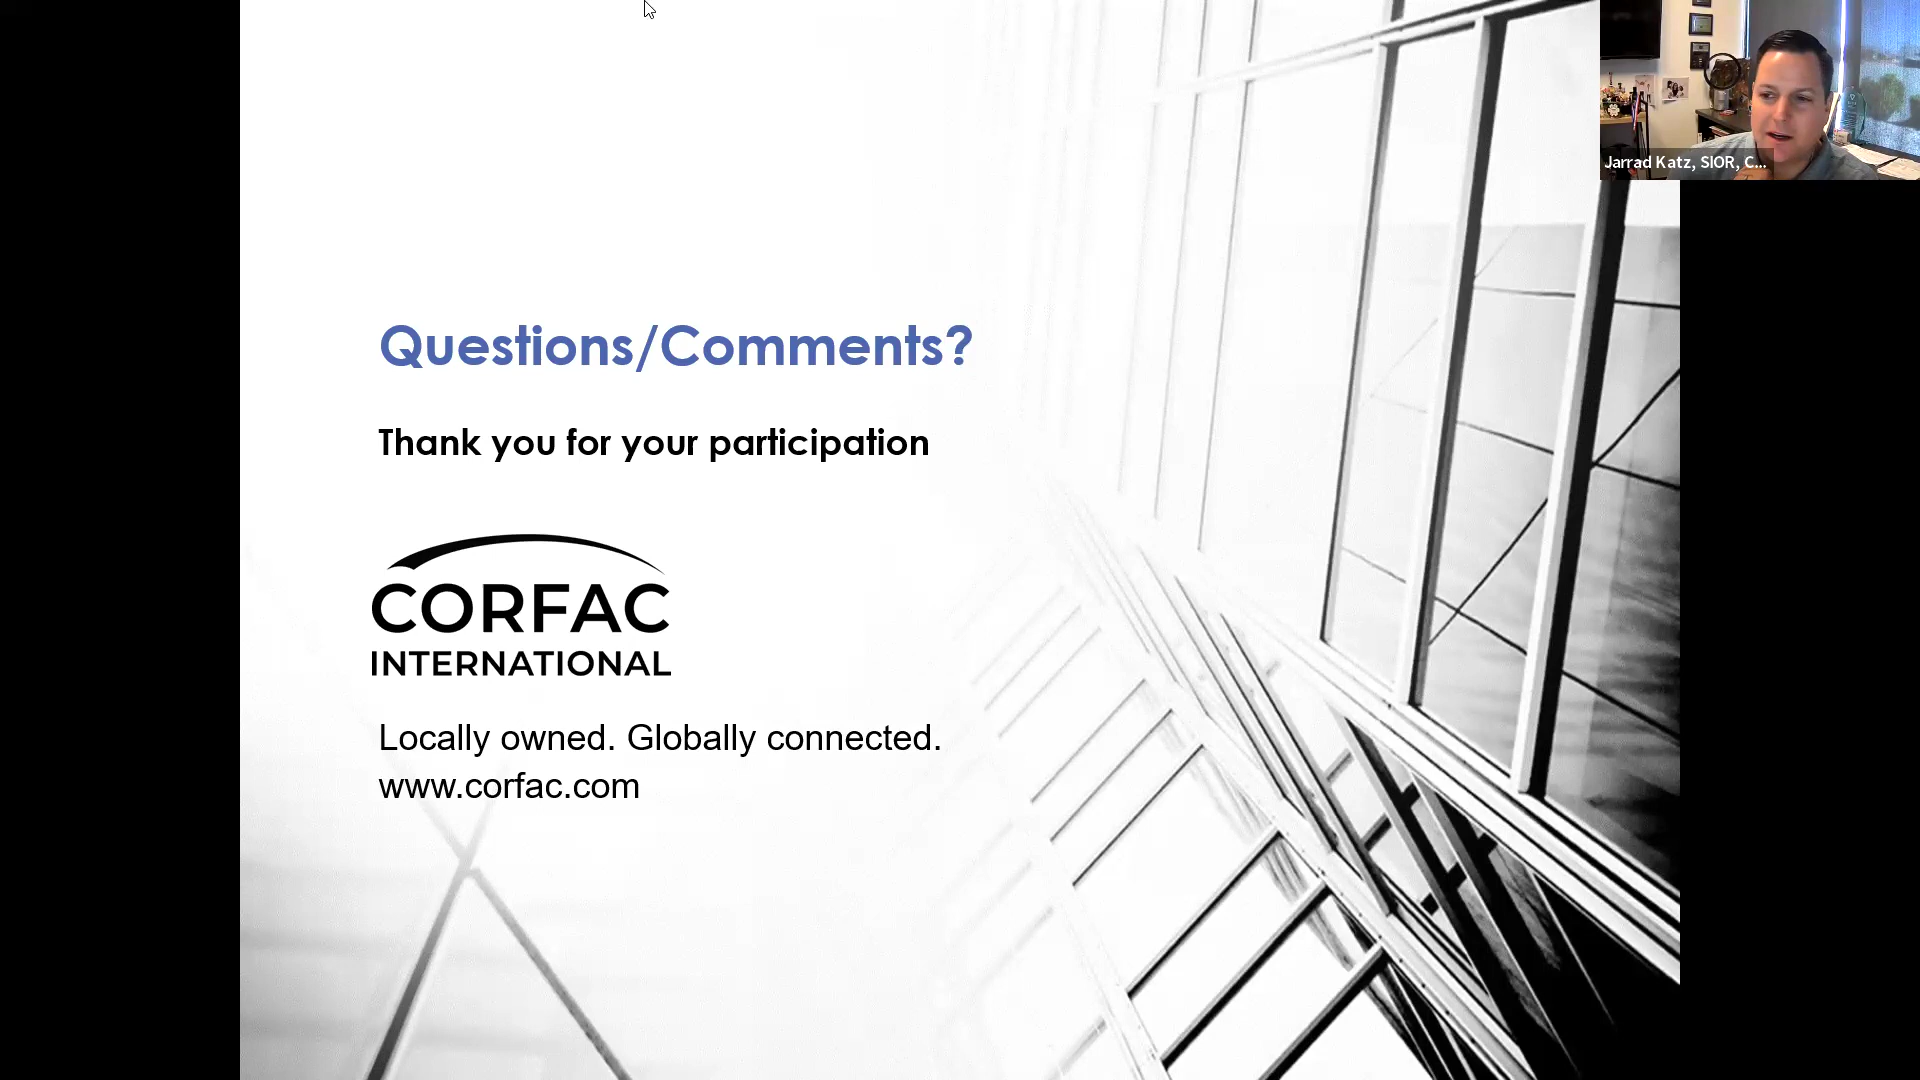 Jarrad Katz, SIOR, C...
Questions/Comments?
Thank you for your participation
CORFAC
INTERNATIONAL
Locally owned. Globally connected.
www.corfac.com